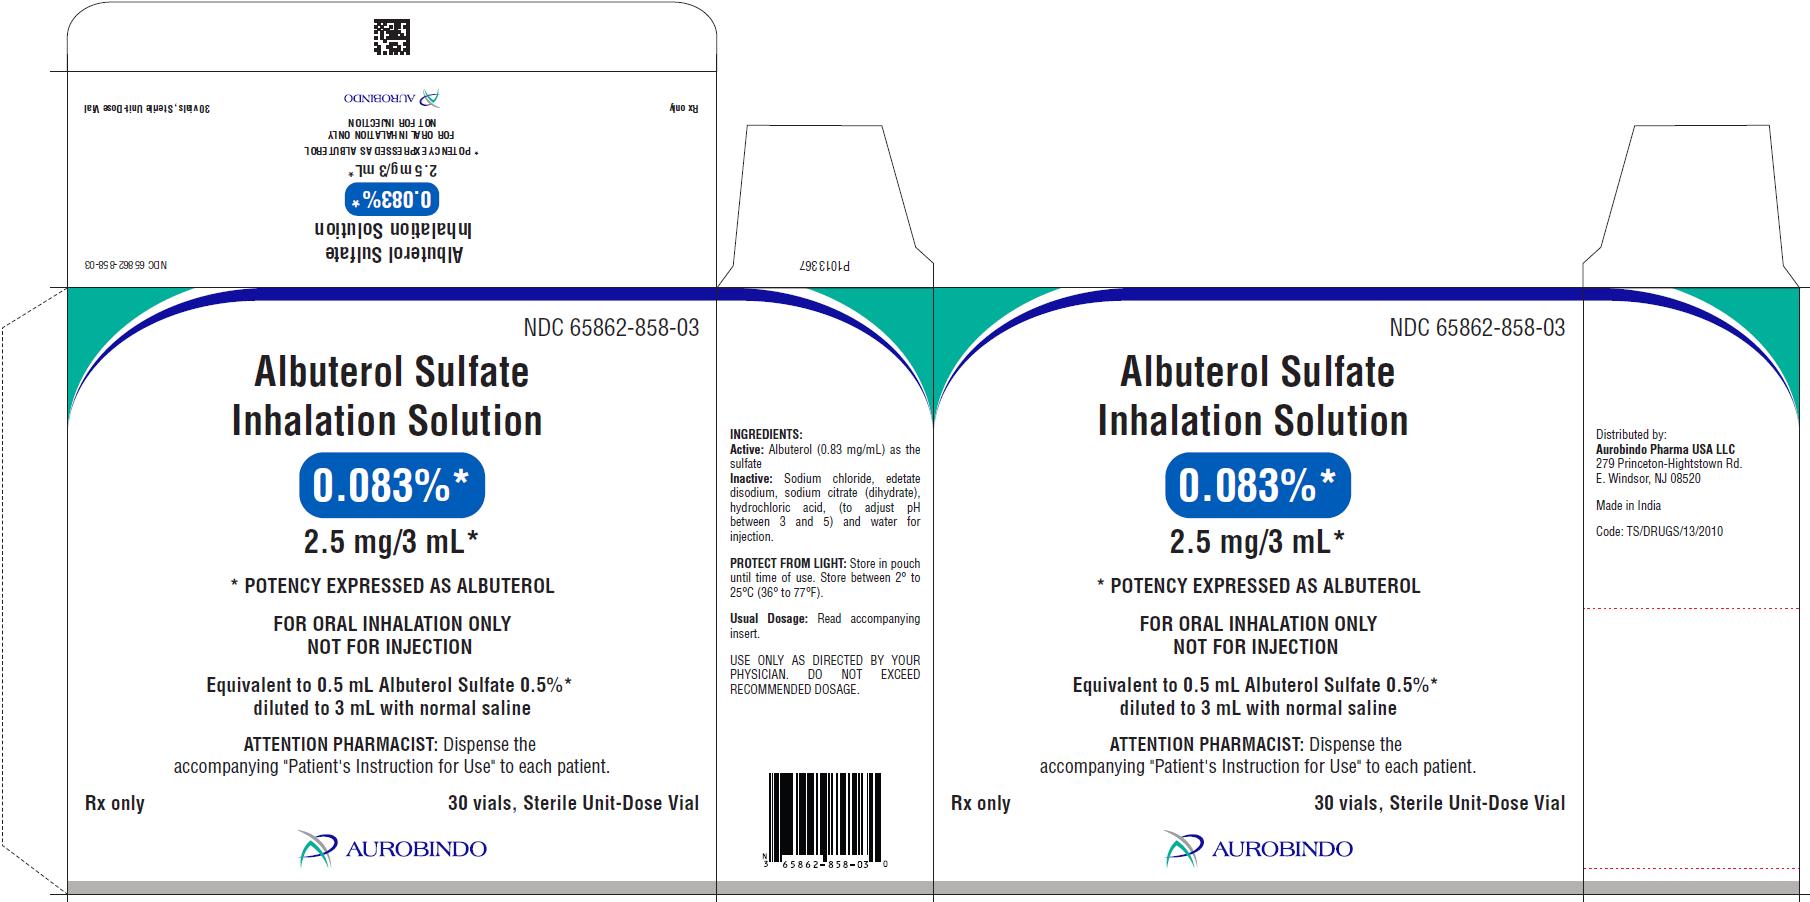 NDC 65862-858-03
Albuterol Sulfate
Inhalation Solution
0.083%*
2.5 mg/3 mL*
* POTENCY EXPRESSED AS ALBUTEROL
FOR ORAL INHALATION ONLY
NOT FOR INJECTION
AUROBINDO
Rx only
30 vials, Sterile Unit-Dose Vial
P1013367
NDC 65862-858-03
Albuterol Sulfate
Inhalation Solution
0.083%*
2.5 mg/3 mL*
* POTENCY EXPRESSED AS ALBUTEROL
FOR ORAL INHALATION ONLY
NOT FOR INJECTION
Equivalent to 0.5 mL Albuterol Sulfate 0.5%*
diluted to 3 mL with normal saline
ATTENTION PHARMACIST: Dispense the
accompanying "Patient's Instruction for Use" to each patient.
Rx only
30 vials, Sterile Unit-Dose Vial
AUROBINDO
INGREDIENTS:
Active: Albuterol (0.83 mg/mL) as the
sulfate
Inactive: Sodium chloride, edetate
disodium, sodium citrate (dihydrate),
hydrochloric acid, (to adjust pH
between 3 and 5) and water for
injection.
PROTECT FROM LIGHT: Store in pouch
until time of use. Store between 2º to
25ºC (36º to 77ºF).
Usual Dosage: Read accompanying
insert.
USE ONLY AS DIRECTED BY YOUR
PHYSICIAN. DO NOT EXCEED
RECOMMENDED DOSAGE.
N
3 65862-858-03 0
NDC 65862-858-03
Albuterol Sulfate
Inhalation Solution
0.083%*
2.5 mg/3 mL*
* POTENCY EXPRESSED AS ALBUTEROL
FOR ORAL INHALATION ONLY
NOT FOR INJECTION
Equivalent to 0.5 mL Albuterol Sulfate 0.5%*
diluted to 3 mL with normal saline
ATTENTION PHARMACIST: Dispense the
accompanying "Patient's Instruction for Use" to each patient.
Rx only
30 vials, Sterile Unit-Dose Vial
AUROBINDO
Distributed by:
Aurobindo Pharma USA LLC
279 Princeton-Hightstown Rd.
E. Windsor, NJ 08520
Made in India
Code: TS/DRUGS/13/2010